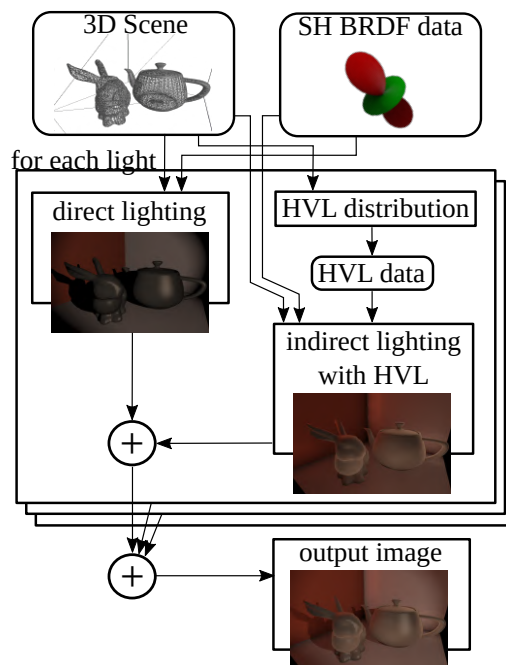 3D Scene
SH BRDF data
for each light
direct lighting
HVL distribution
HVL data
indirect lighting
with HVL
+
+
output image